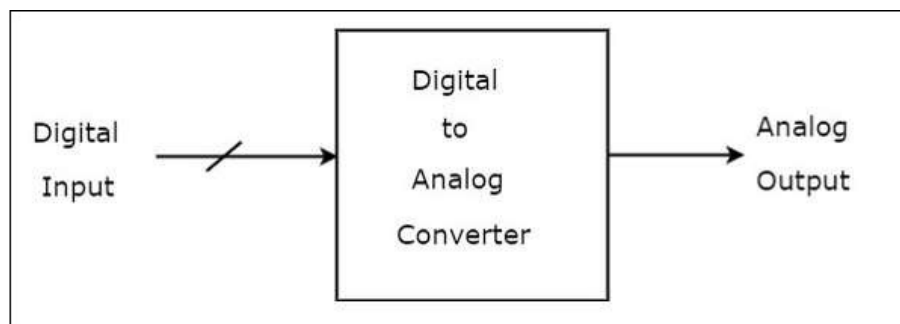 Digital
Input
Digital
to
Analog
Converter
Analog
Output